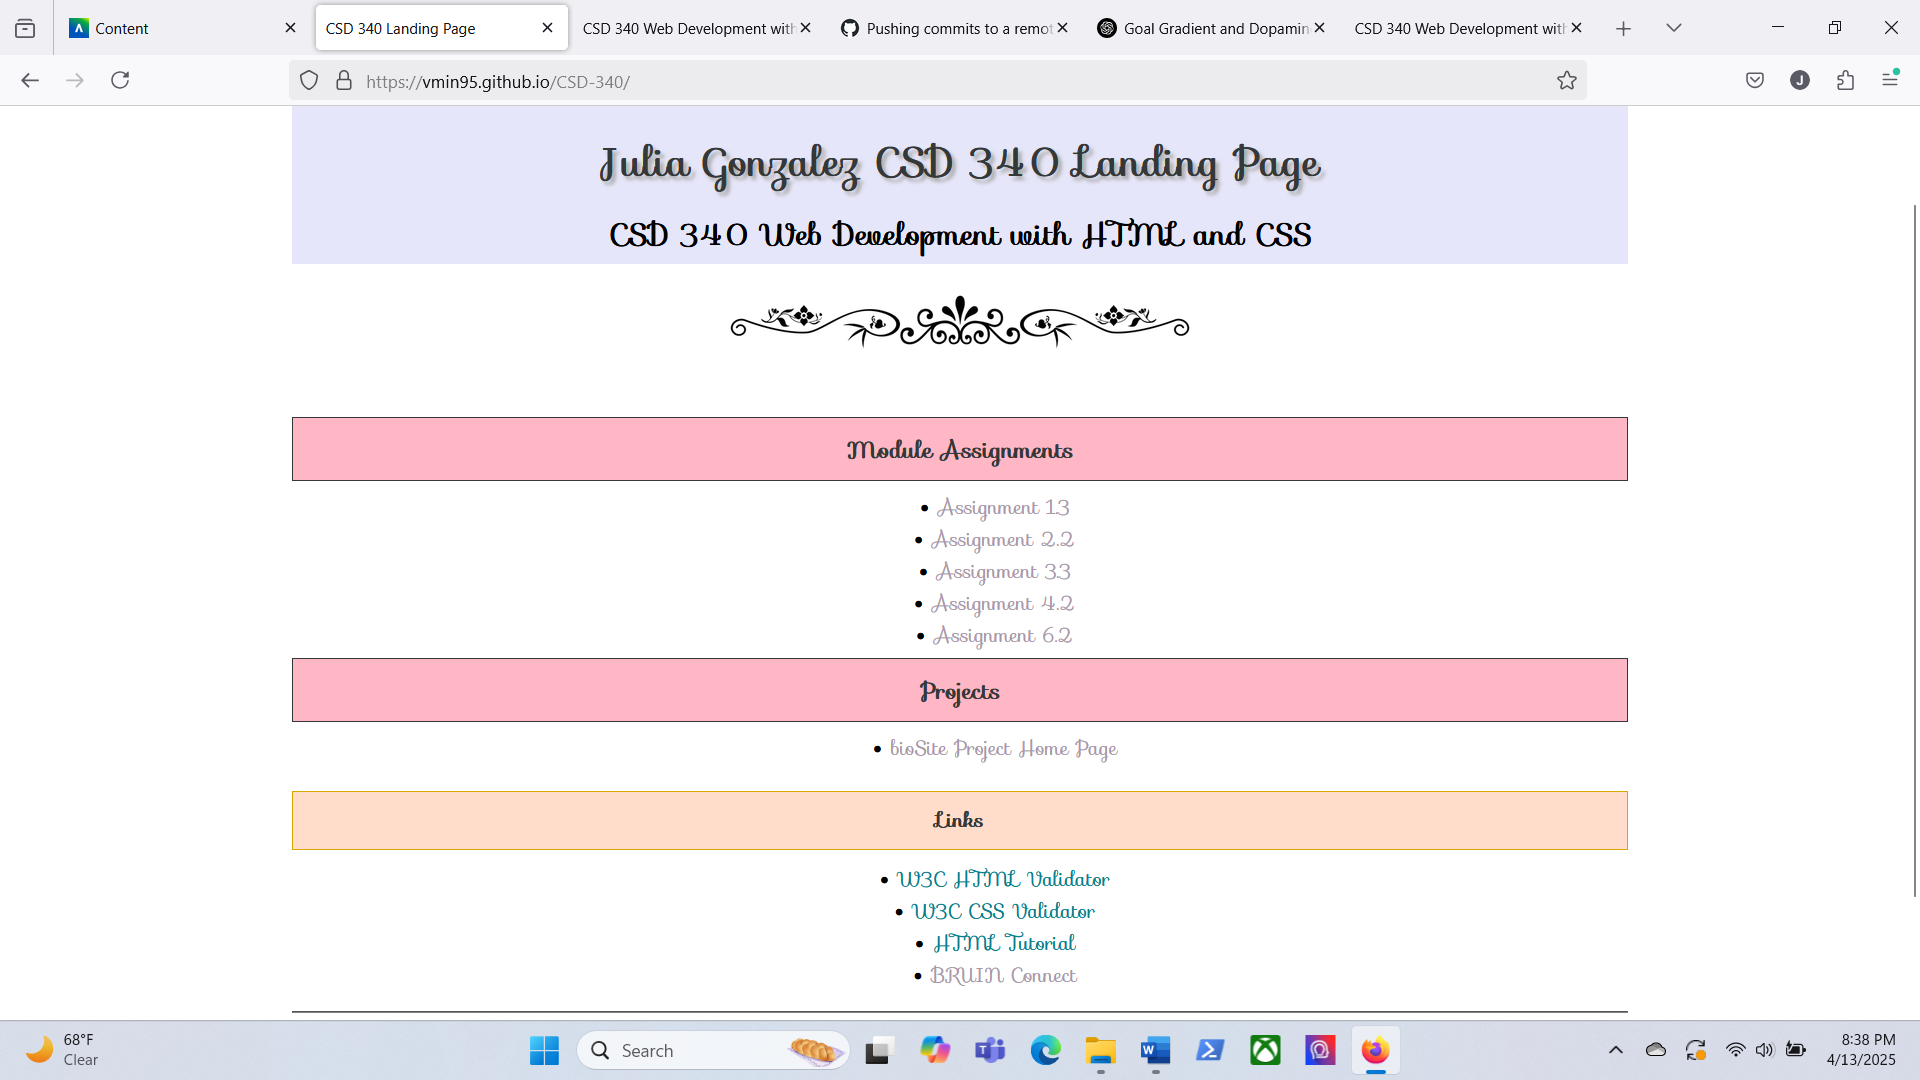 Content
CSD 340 Landing Page
CSD 340 Web Development with
Pushing commits to a remot
Goal Gradient and Dopamin
CSD 340 Web Development with
https://vmin95.github.io/CSD-340/
J
Julia Gonzalez CSD 340 Landing Page
CSD 340 Web Development with HTML and CSS
Module Assignments
Assignment 1.3
Assignment 2.2
Assignment 3.3
Assignment 4.2
Assignment 6.2
Projects
bioSite Project Home Page
Links
W3C HTML Validator
W3C CSS Validator
HTML Tutorial
BRUIN Connect
68°F
Clear
Search
8:38 PM
4/13/2025